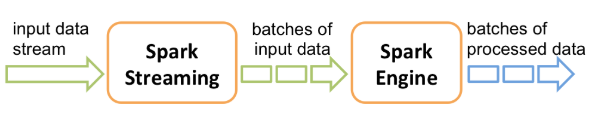 input data
stream
Spark
Streaming
batches of
input data
Spark
Engine
batches of
processed data